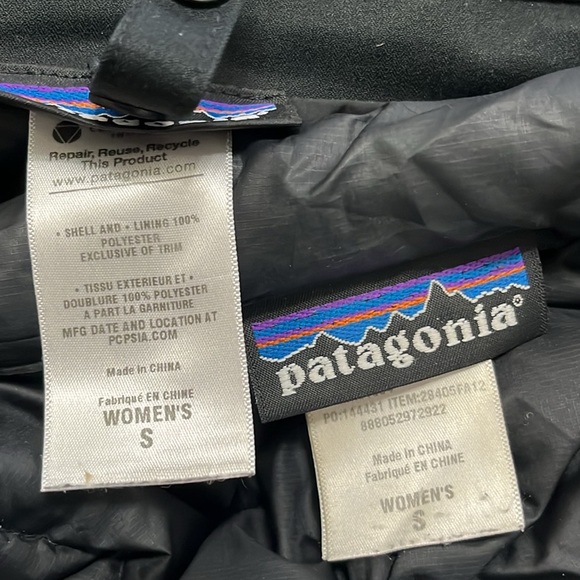 Repair, Reuse, Recycle
This Product
www.patagonia.com
• SHELL AND • LINING 100%
POLYESTER
EXCLUSIVE OF TRIM
• TISSU EXTERIEUR ET •
DOUBLURE 100% POLYESTER
A PART LA GARNITURE
MFG DATE AND LOCATION AT
PCPSIA.COM
Made in CHINA
Fabriqué EN CHINE
WOMEN'S
S
patagonia®
PO:144431 ITEM:28405FA12
888052972922
Made in CHINA
Fabriqué EN CHINE
WOMEN'S
S